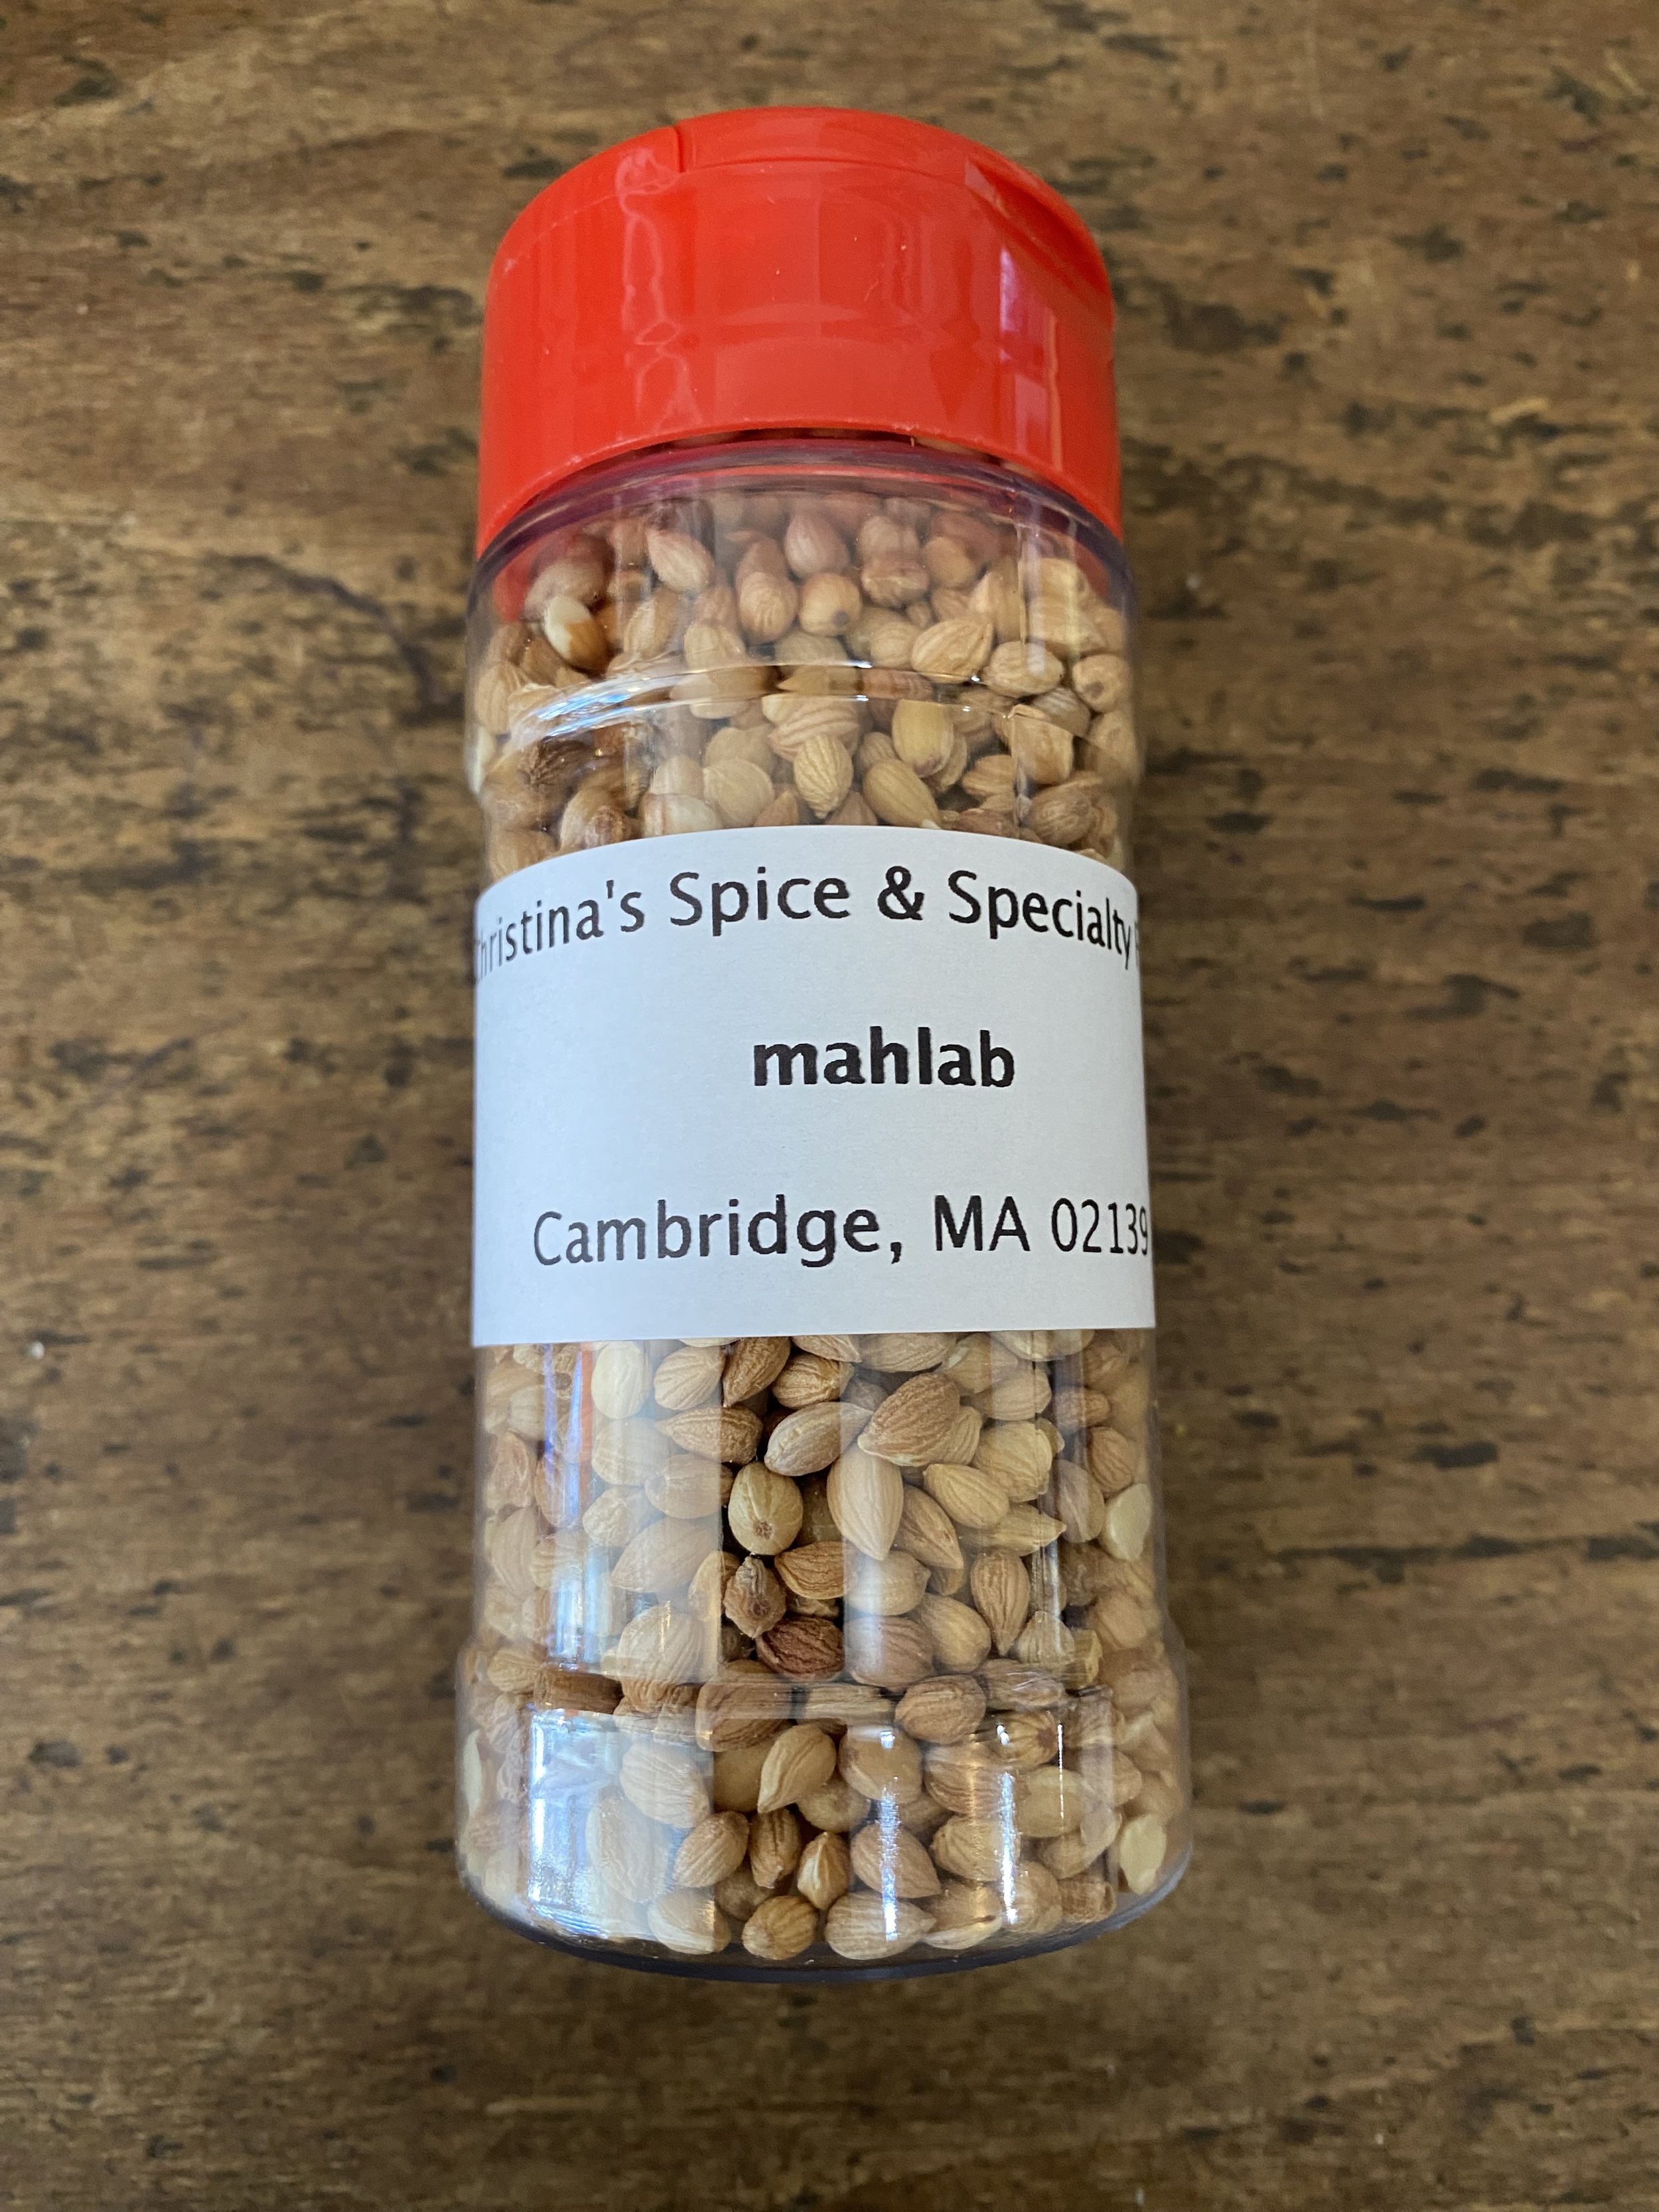 Christina's Spice & Specialty
mahlab
Cambridge, MA 02139